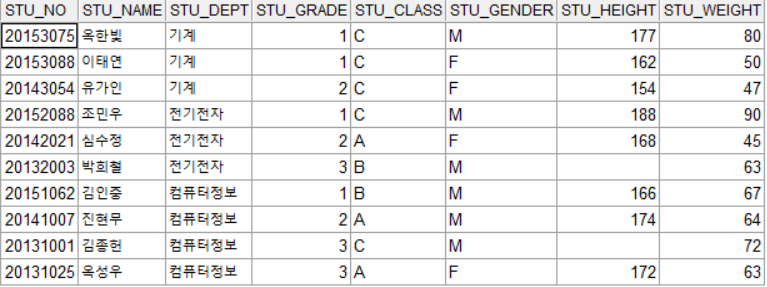 STU_NO STU_NAME STU_DEPT STU_GRADE STU_CLASS STU_GENDER STU_HEIGHT STU_WEIGHT
20153075 옥한빛 기계 1 C M 177 80
20153088 이태연 기계 1 C F 162 50
20143054 유가인 기계 2 C F 154 47
20152088 조민우 전기전자 1 C M 188 90
20142021 심수정 전기전자 2 A F 168 45
20132003 박희철 전기전자 3 B M 63
20151062 김인중 컴퓨터정보 1 B M 166 67
20141007 진현무 컴퓨터정보 2 A M 174 64
20131001 김종헌 컴퓨터정보 3 C M 72
20131025 옥성우 컴퓨터정보 3 A F 172 63